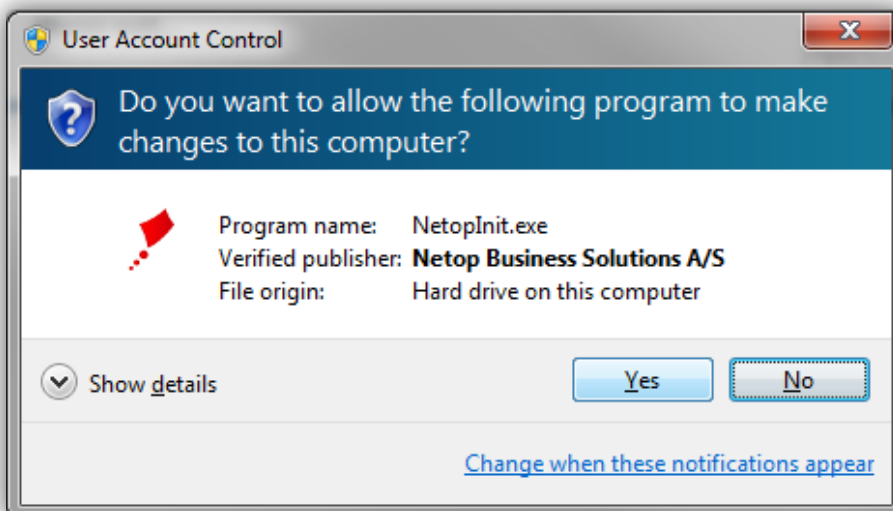 User Account Control
Do you want to allow the following program to make
changes to this computer?
Program name: NetopInit.exe
Verified publisher: Netop Business Solutions A/S
File origin: Hard drive on this computer
Show details
Yes
No
Change when these notifications appear